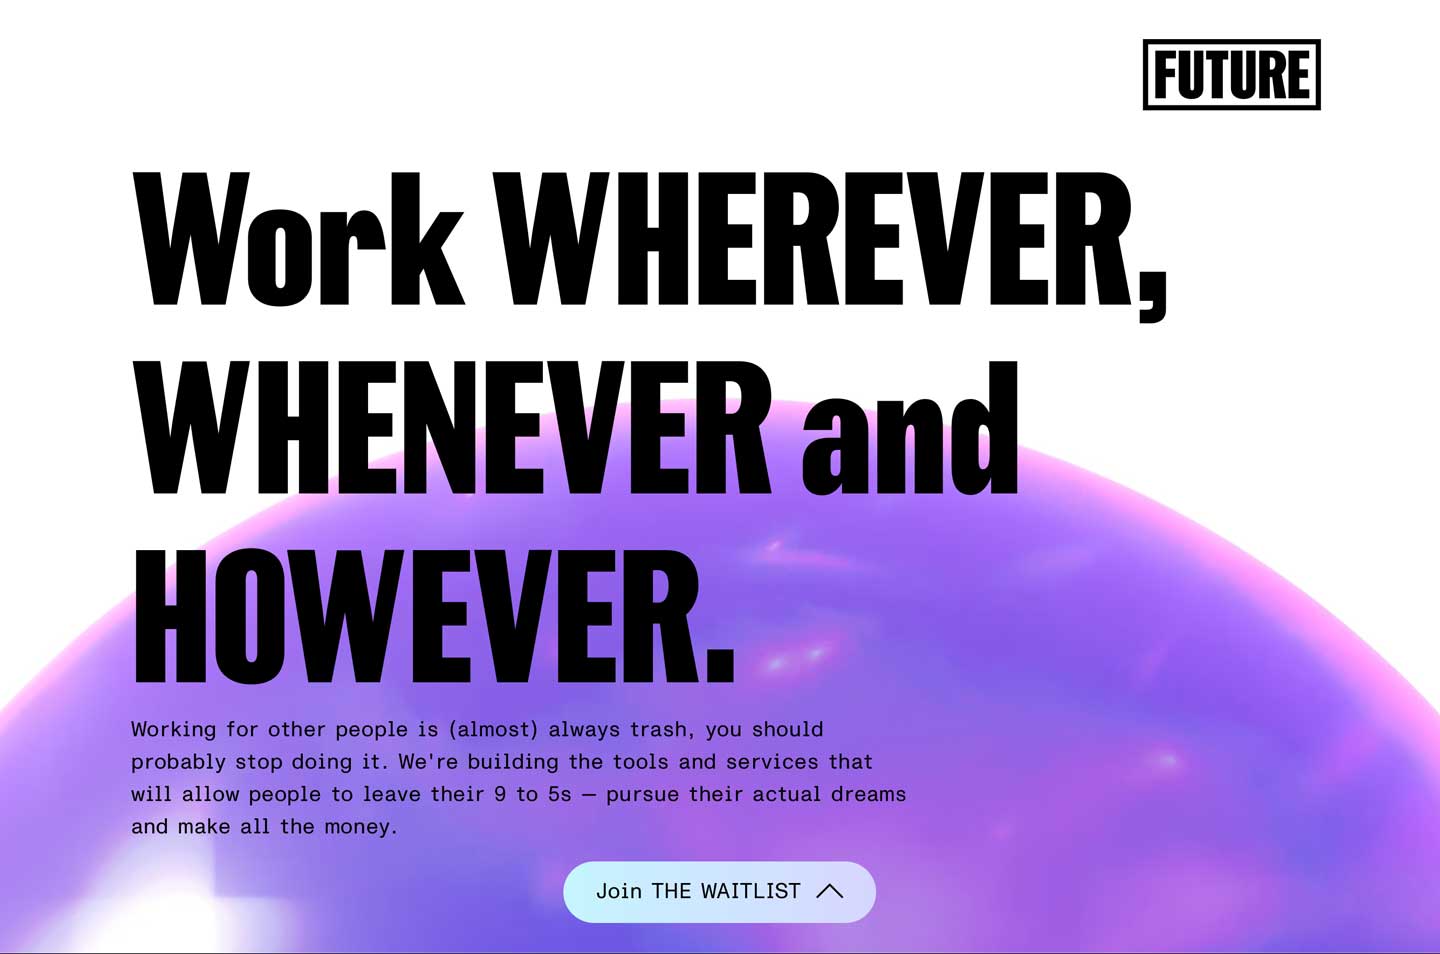 FUTURE
Work WHEREVER,
WHENEVER and
HOWEVER.
Working for other people is (almost) always trash, you should
probably stop doing it. We're building the tools and services that
will allow people to leave their 9 to 5s — pursue their actual dreams
and make all the money.
Join THE WAITLIST